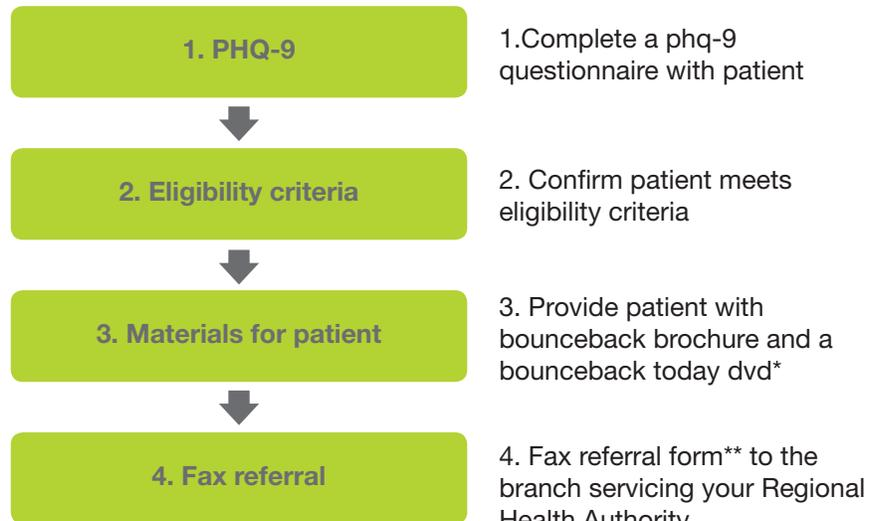 1. PHQ-9
1.Complete a phq-9
questionnaire with patient
2. Eligibility criteria
2. Confirm patient meets
eligibility criteria
3. Materials for patient
3. Provide patient with
bounceback brochure and a
bounceback today dvd*
4. Fax referral
4. Fax referral form** to the
branch servicing your Regional
Health Authority